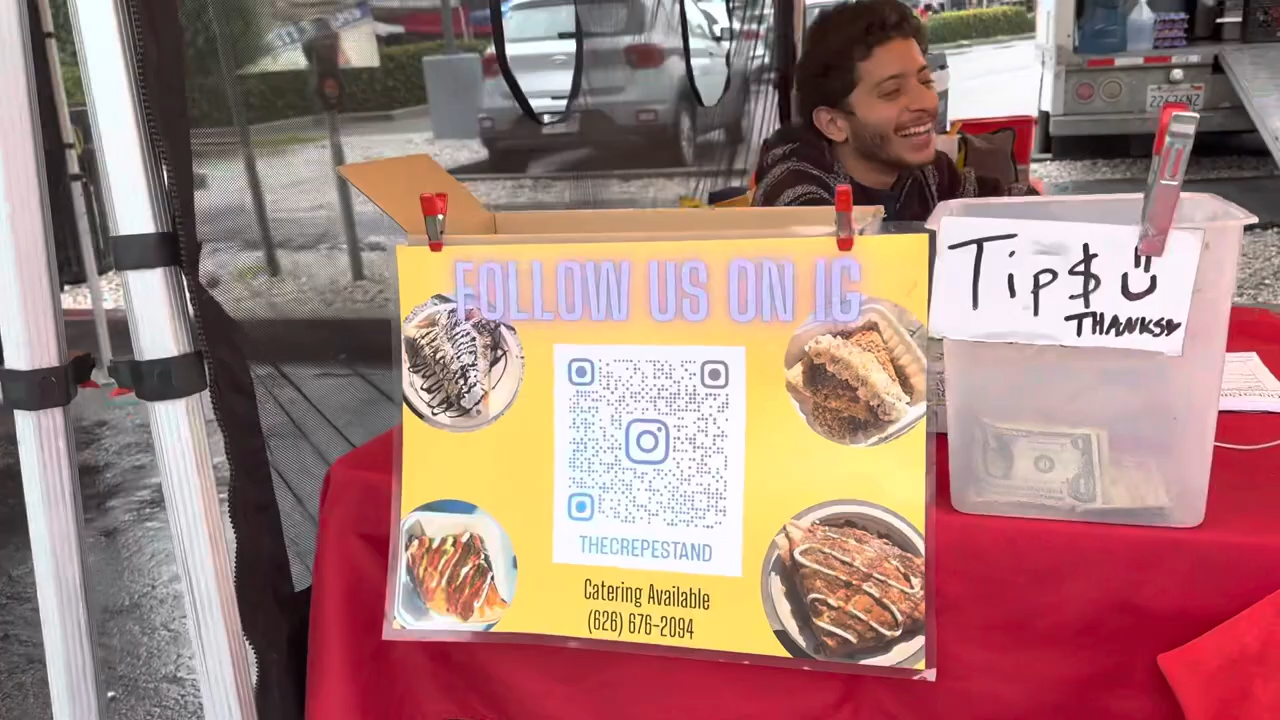 FOLLOW US ON IG
THECREPESTAND
Catering Available
(626) 676-2094
Tip$
THANKS